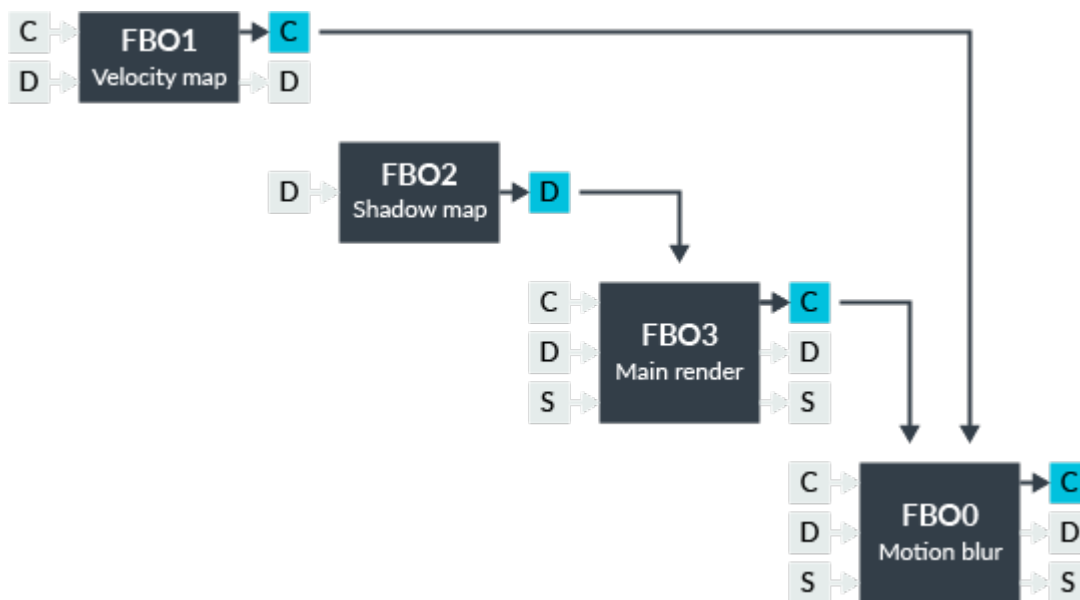 C FBO1 C
D Velocity map D
D FBO2 D
Shadow map
C C
D FBO3 D
Main render
S S
C C
D FBO0 D
Motion blur
S S